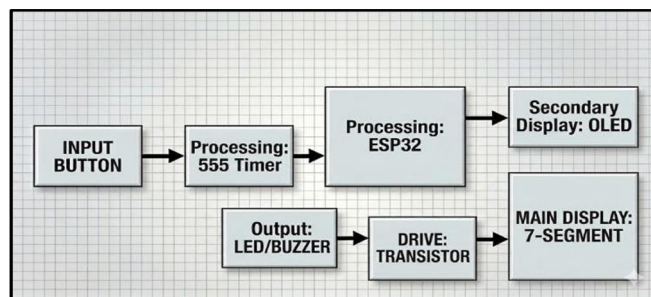 INPUT
BUTTON
Processing:
555 Timer
Processing:
ESP32
Secondary
Display: OLED
Output:
LED/BUZZER
DRIVE:
TRANSISTOR
MAIN DISPLAY:
7-SEGMENT